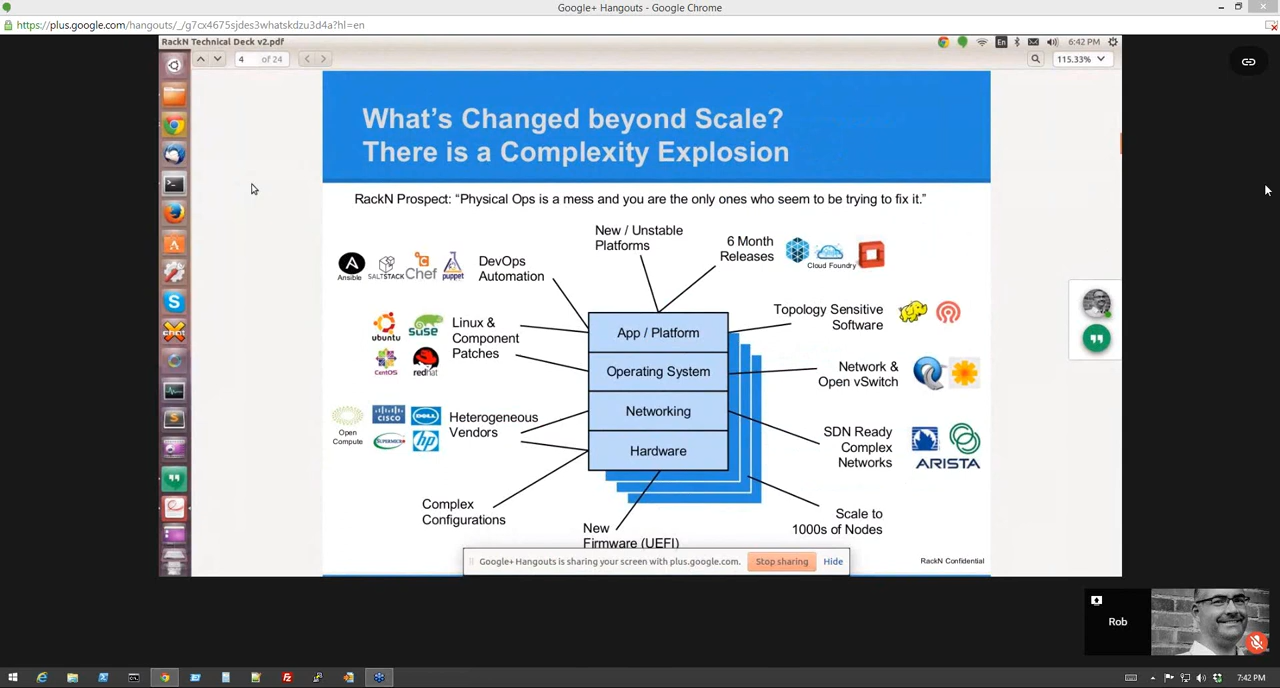 Google+ Hangouts - Google Chrome
https://plus.google.com/hangouts/_/g7cx4675sjdes3whatskdzu3d4a?hl=en
RackN Technical Deck v2.pdf
En
6:42 PM
4 of 24
115.33%
What's Changed beyond Scale?
There is a Complexity Explosion
RackN Prospect: "Physical Ops is a mess and you are the only ones who seem to be trying to fix it."
New / Unstable
Platforms
6 Month
Releases
Cloud Foundry
DevOps
Automation
Ansible
SALTSTACK
Chef
puppet
Topology Sensitive
Software
App / Platform
Linux &
Component
Patches
ubuntu
SUSE
CentOS
redhat
Operating System
Network &
Open vSwitch
Networking
Heterogeneous
Vendors
Open
Compute
CISCO
DELL
SUPERMICR
hp
SDN Ready
Complex
Networks
ARISTA
Hardware
Complex
Configurations
Scale to
1000s of Nodes
New
Firmware (UEFI)
Google+ Hangouts is sharing your screen with plus.google.com.
Stop sharing
Hide
RackN Confidential
Rob
7:42 PM